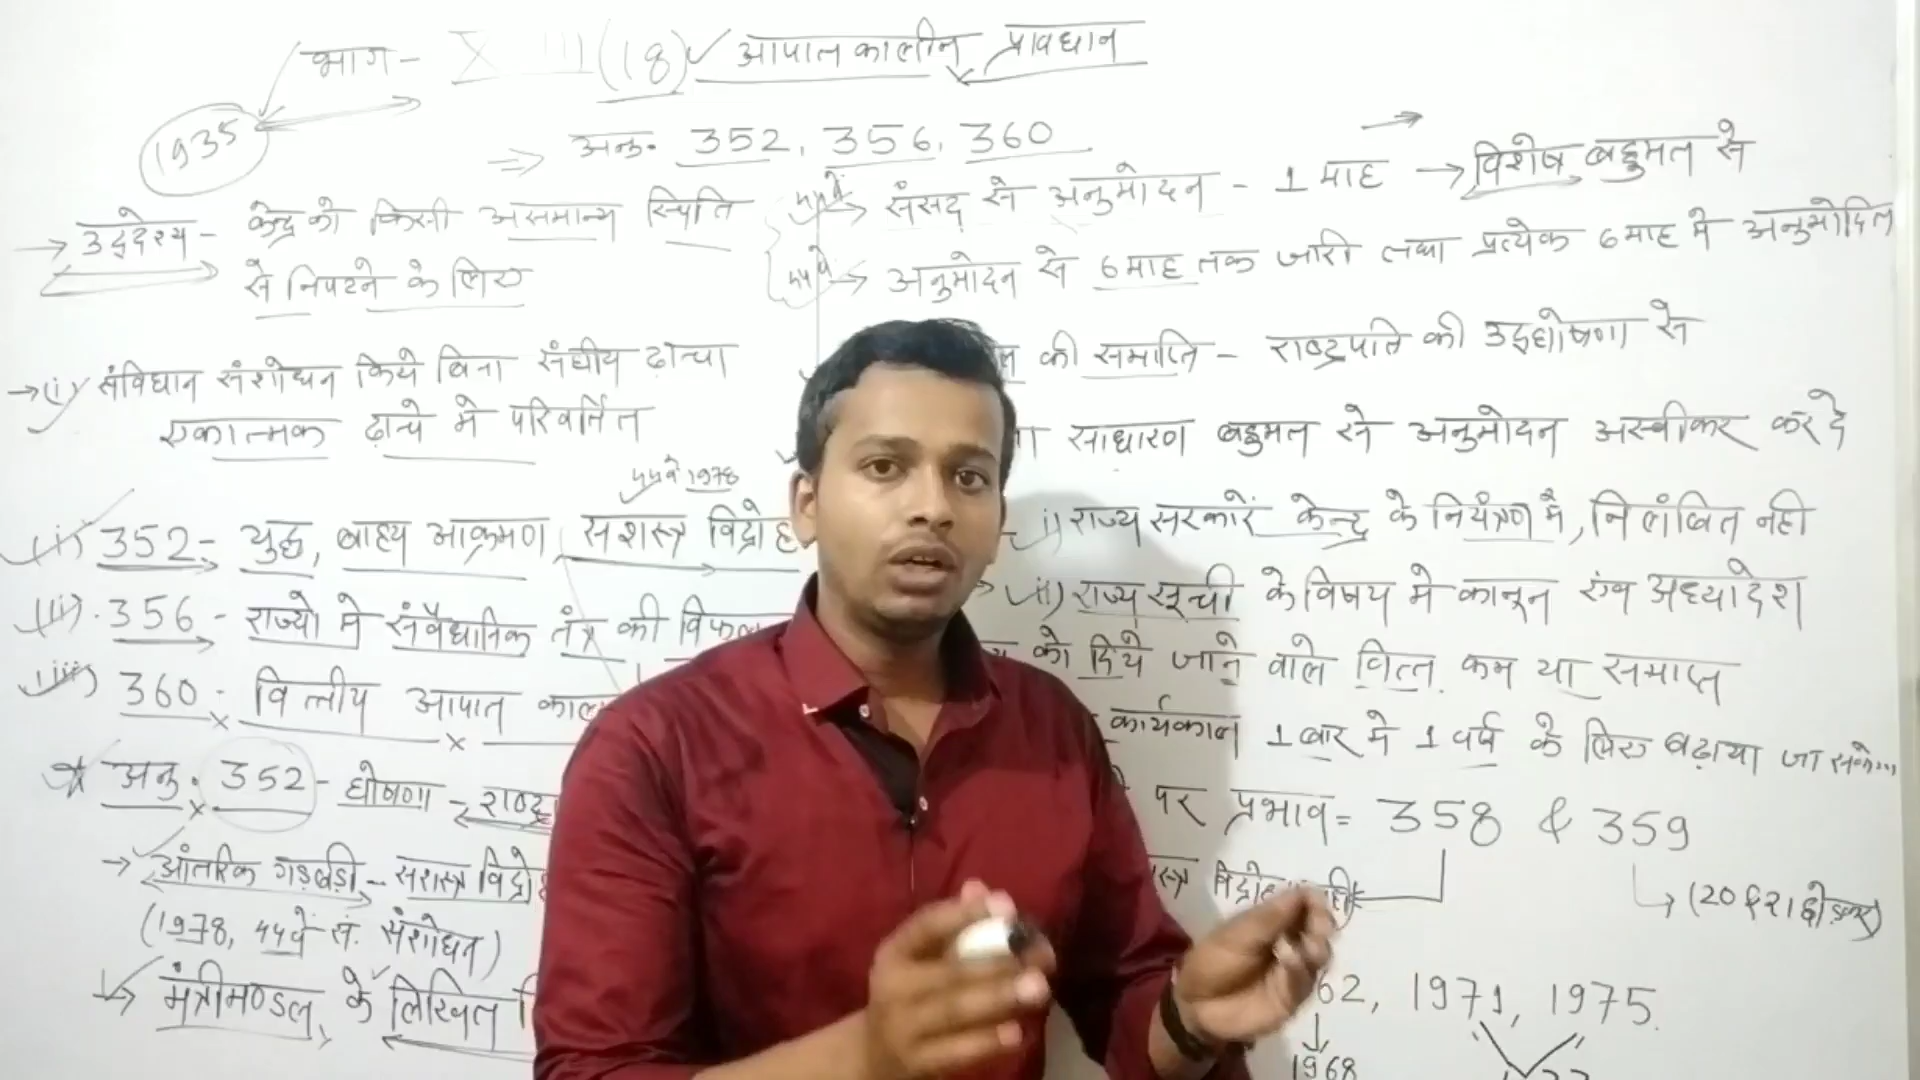 भाग - XVIII (18) आपातकालीन प्रावधान
1935
⇒ अनु. 352, 356, 360
→ उद्देश्य - केन्द्र को किसी असमान्य स्थिति
से निपटने के लिए
→ (i) संविधान संशोधन किये बिना संघीय ढ़ाचा
एकात्मक ढ़ाचे मे परिवर्तित
44वे 1978
(i) 352 - युद्ध, बाह्य आक्रमण, सशस्त्र विद्रोह
(ii) 356 - राज्यो मे संवैधानिक तंत्र की
(iii) 360 - वित्तीय आपात काल
* अनु. 352 - घोषणा -
→ आंतरिक गड़बड़ी - सशस्त्र
(1978, 44वें सं. संशोधन)
→ मंत्रीमण्डल के लिखित
44वें → संसद से अनुमोदन - 1 माह → विशेष बहुमत से
44वे → अनुमोदन से 6 माह तक जारी तथा प्रत्येक 6 माह मे अनुमोदित
की समाप्ति - राष्ट्रपति की उद्घोषणा से
साधारण बहुमत से अनुमोदन अस्वीकार कर दे
i) राज्य सरकारें केन्द्र के नियंत्रण मे, निलंबित नही
ii) राज्य सूची के विषय मे कानून एंव अध्यादेश
को दिये जाने वाले वित्त कम या समाप्त
कार्यकाल 1 बार मे 1 वर्ष के लिए बढ़ाया जा सके...
पर प्रभाव = 358 & 359
→ (20 & 21 छोड़कर)
62, 1971, 1975.
1968